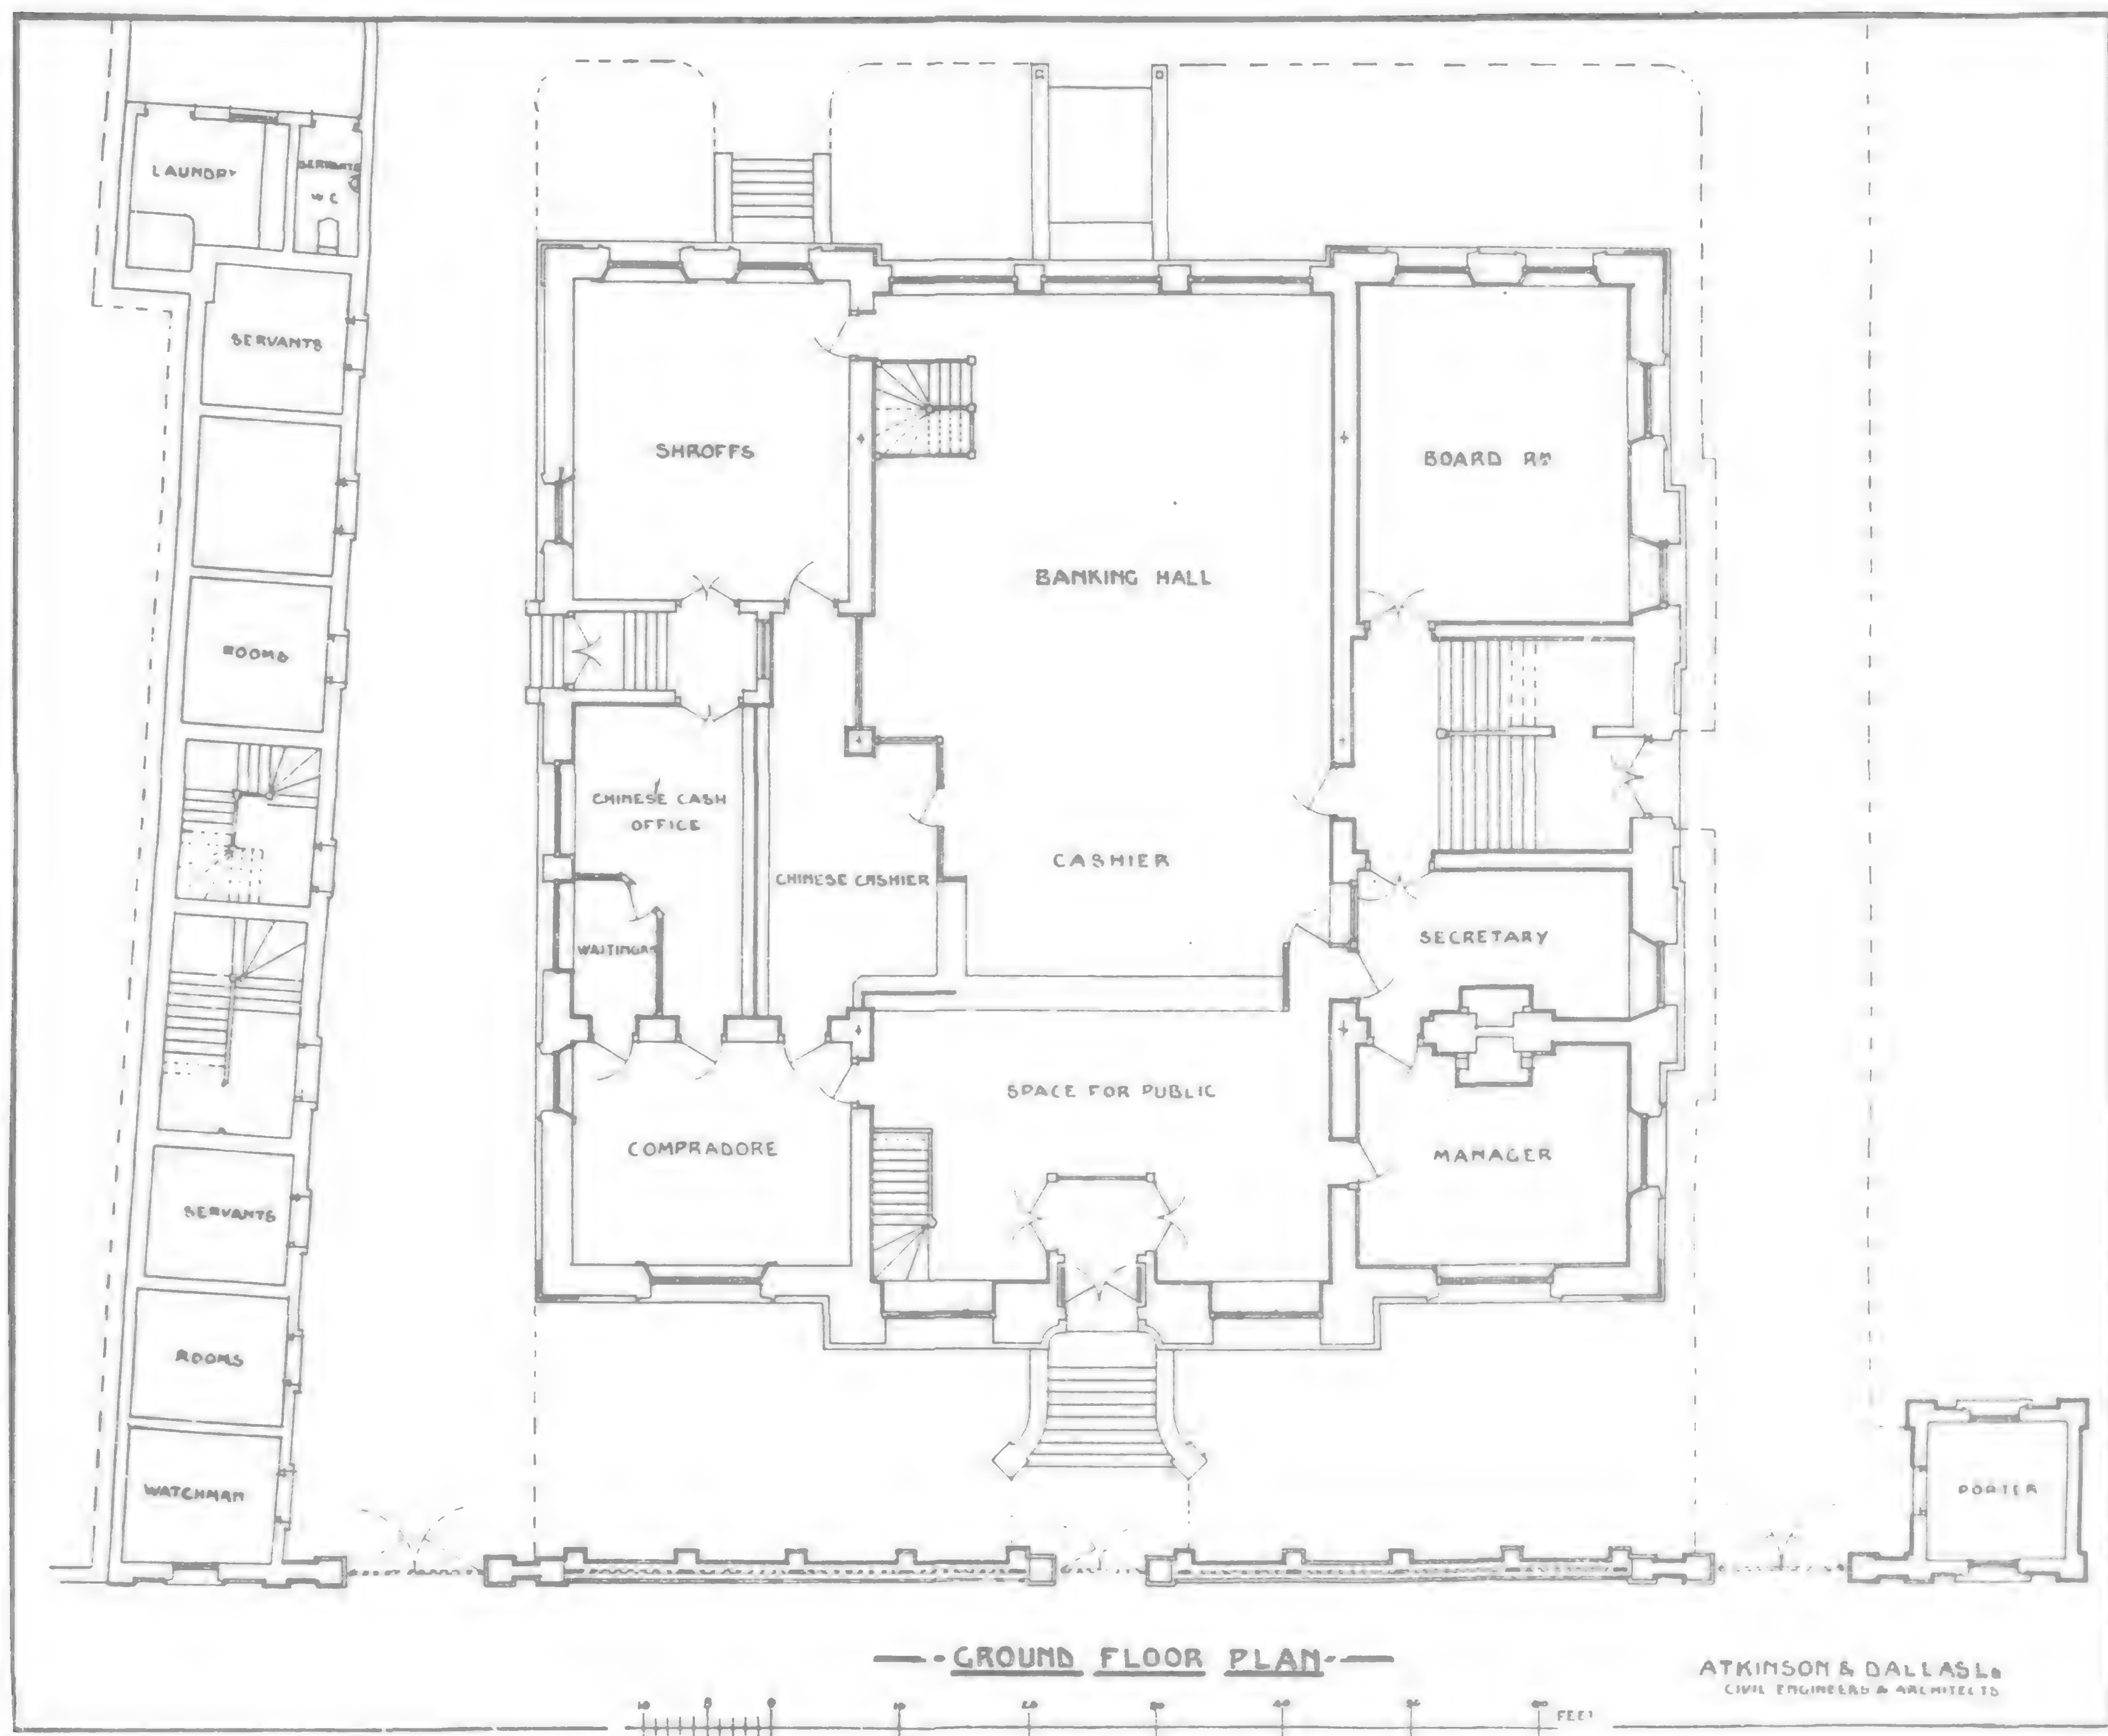 LAUNDRY
SERVANTS
W C
SERVANTS
SHROFFS
BOARD RM
BANKING HALL
ROOMS
CHINESE CASH
OFFICE
CASHIER
CHINESE CASHIER
WAITING
SECRETARY
SPACE FOR PUBLIC
COMPRADORE
MANAGER
SERVANTS
ROOMS
WATCHMAN
PORTER
GROUND FLOOR PLAN
ATKINSON & DALLAS Ld
CIVIL ENGINEERS & ARCHITECTS
10 5 0 10 20 30 40 50 60 FEET